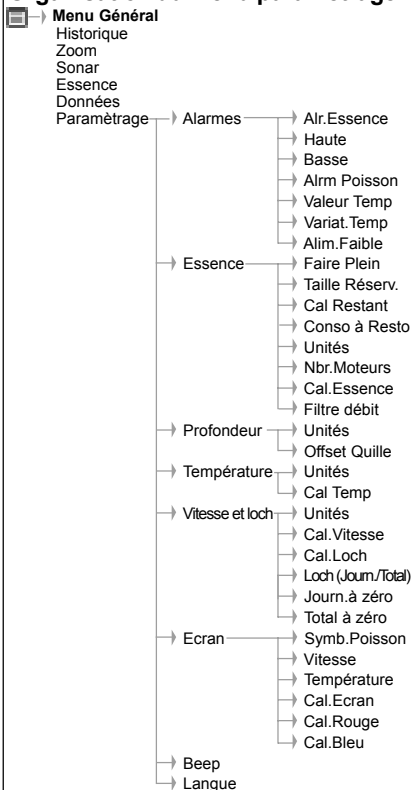 Menu Général
Historique
Zoom
Sonar
Essence
Données
Paramètrage
Alarmes
Alr.Essence
Haute
Basse
Alrm Poisson
Valeur Temp
Variat.Temp
Alim.Faible
Essence
Faire Plein
Taille Réserv.
Cal Restant
Conso à Resto
Unités
Nbr.Moteurs
Cal.Essence
Filtre débit
Profondeur
Unités
Offset Quille
Température
Unités
Cal Temp
Vitesse et loch
Unités
Cal.Vitesse
Cal.Loch
Loch (Journ./Total)
Journ.à zéro
Total à zéro
Ecran
Symb.Poisson
Vitesse
Température
Cal.Ecran
Cal.Rouge
Cal.Bleu
Beep
Langue